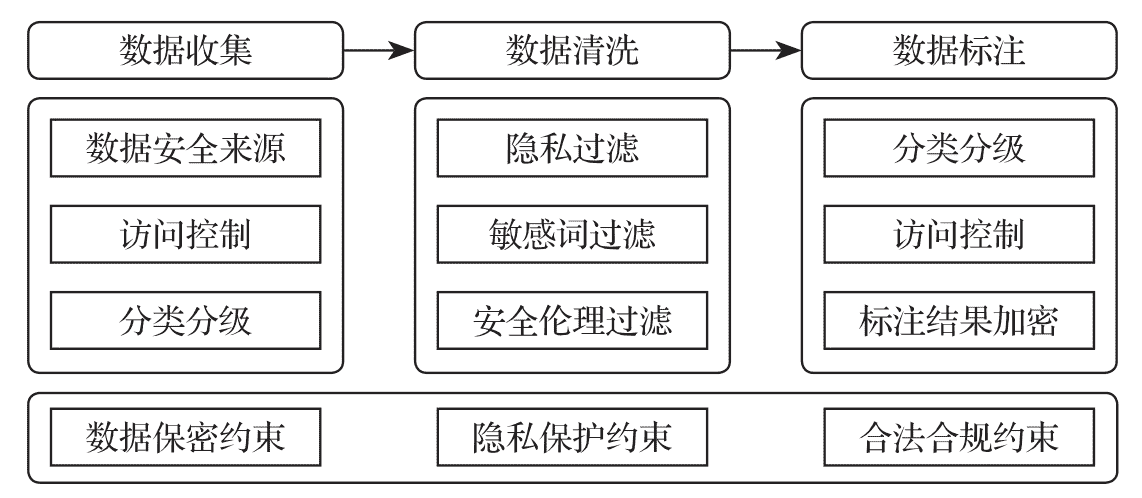 数据收集
数据清洗
数据标注
数据安全来源
隐私过滤
分类分级
访问控制
敏感词过滤
访问控制
分类分级
安全伦理过滤
标注结果加密
数据保密约束
隐私保护约束
合法合规约束